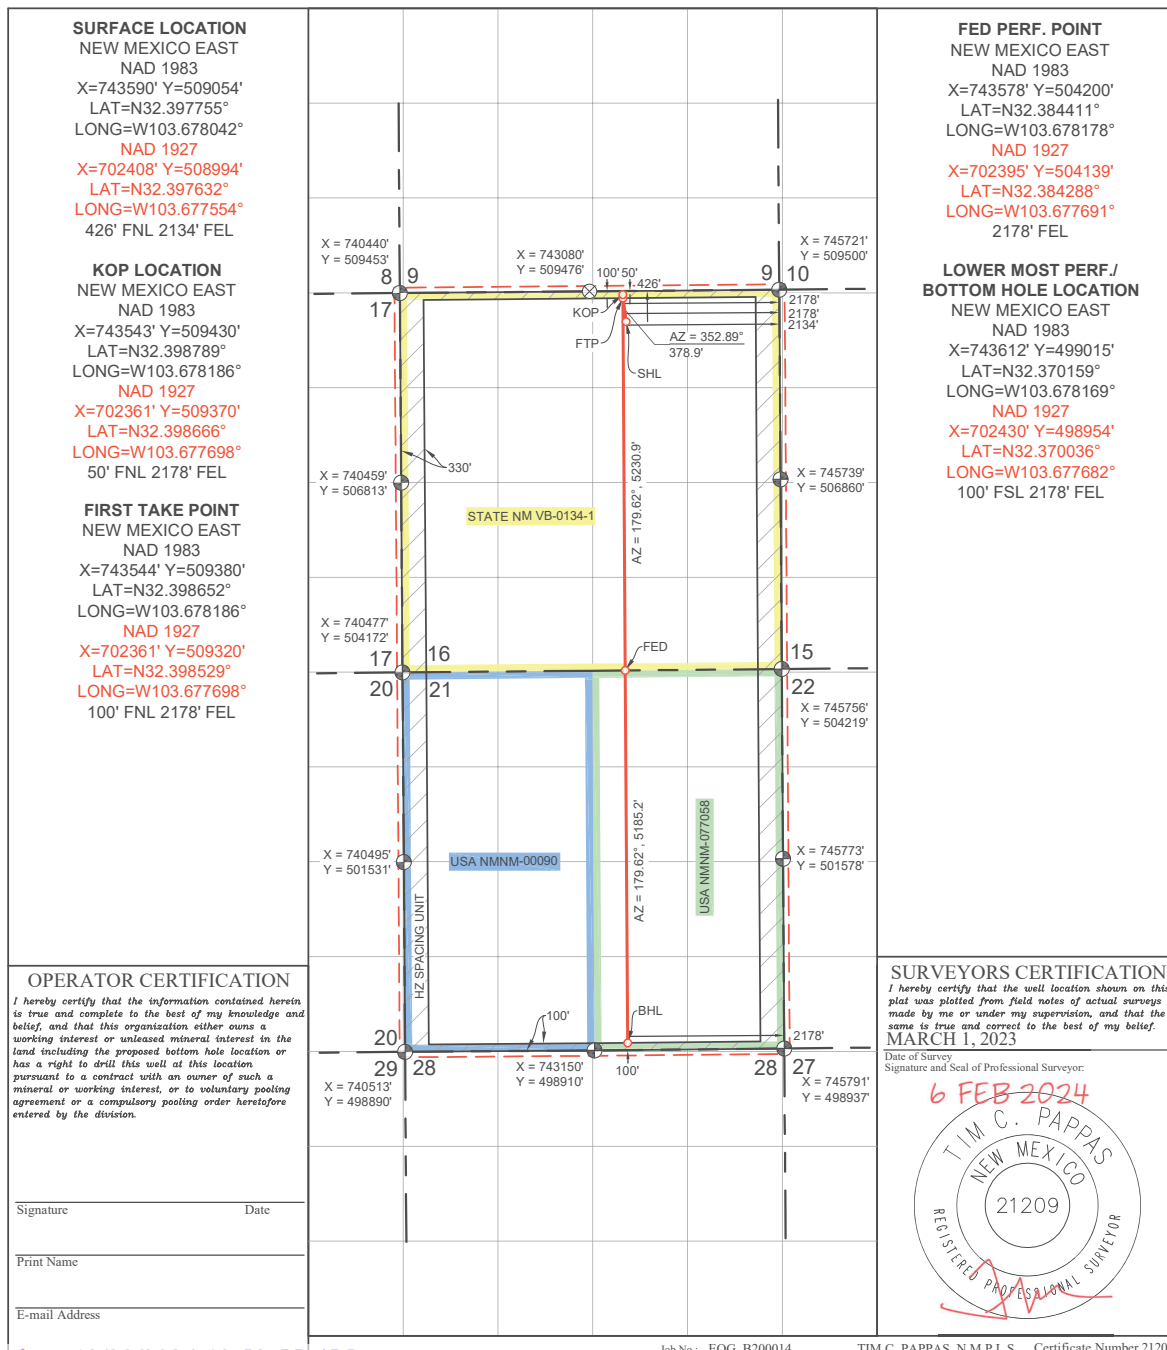 SURFACE LOCATION
NEW MEXICO EAST
NAD 1983
X=743590' Y=509054'
LAT=N32.397755°
LONG=W103.678042°
NAD 1927
X=702408' Y=508994'
LAT=N32.397632°
LONG=W103.677554°
426' FNL 2134' FEL
KOP LOCATION
NEW MEXICO EAST
NAD 1983
X=743543' Y=509430'
LAT=N32.398789°
LONG=W103.678186°
NAD 1927
X=702361' Y=509370'
LAT=N32.398666°
LONG=W103.677698°
50' FNL 2178' FEL
FIRST TAKE POINT
NEW MEXICO EAST
NAD 1983
X=743544' Y=509380'
LAT=N32.398652°
LONG=W103.678186°
NAD 1927
X=702361' Y=509320'
LAT=N32.398529°
LONG=W103.677698°
100' FNL 2178' FEL
OPERATOR CERTIFICATION
I hereby certify that the information contained herein
is true and complete to the best of my knowledge and
belief, and that this organization either owns a
working interest or unleased mineral interest in the
land including the proposed bottom hole location or
has a right to drill this well at this location
pursuant to a contract with an owner of such a
mineral or working interest, or to voluntary pooling
agreement or a compulsory pooling order heretofore
entered by the division.
Signature Date
Print Name
E-mail Address
X = 740440'
Y = 509453'
X = 743080'
Y = 509476'
X = 745721'
Y = 509500'
8 9
17
9 10
100' 50'
426'
KOP
FTP
SHL
2178'
2178'
2134'
AZ = 352.89°
378.9'
330'
X = 740459'
Y = 506813'
X = 745739'
Y = 506860'
STATE NM VB-0134-1
AZ = 179.62°, 5230.9'
X = 740477'
Y = 504172'
17 16
20 21
FED
15
22
X = 745756'
Y = 504219'
X = 740495'
Y = 501531'
X = 745773'
Y = 501578'
USA NMNM-00090
AZ = 179.62°, 5185.2'
USA NMNM-077058
HZ SPACING UNIT
100'
BHL
2178'
20
29 28
28 27
100'
X = 740513'
Y = 498890'
X = 743150'
Y = 498910'
X = 745791'
Y = 498937'
FED PERF. POINT
NEW MEXICO EAST
NAD 1983
X=743578' Y=504200'
LAT=N32.384411°
LONG=W103.678178°
NAD 1927
X=702395' Y=504139'
LAT=N32.384288°
LONG=W103.677691°
2178' FEL
LOWER MOST PERF./
BOTTOM HOLE LOCATION
NEW MEXICO EAST
NAD 1983
X=743612' Y=499015'
LAT=N32.370159°
LONG=W103.678169°
NAD 1927
X=702430' Y=498954'
LAT=N32.370036°
LONG=W103.677682°
100' FSL 2178' FEL
SURVEYORS CERTIFICATION
I hereby certify that the well location shown on this
plat was plotted from field notes of actual surveys
made by me or under my supervision, and that the
same is true and correct to the best of my belief.
MARCH 1, 2023
Date of Survey
Signature and Seal of Professional Surveyor:
6 FEB 2024
TIM C. PAPPAS
NEW MEXICO
21209
REGISTERED PROFESSIONAL SURVEYOR
Job No.: EOG_B200014
TIM C. PAPPAS, N.M.P.L.S.
Certificate Number